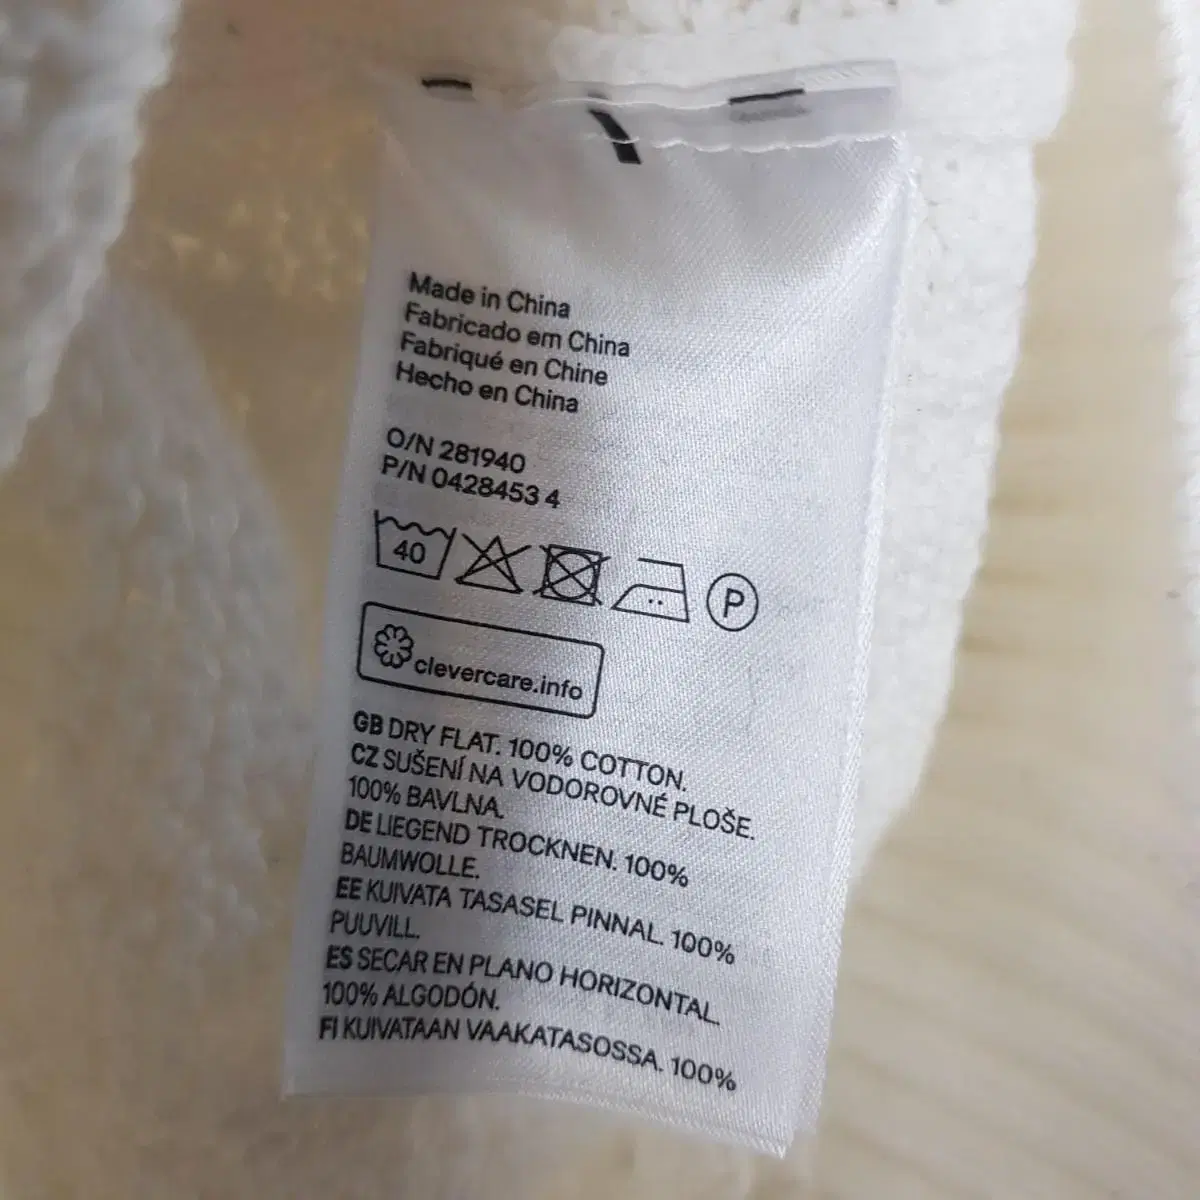 Made in China
Fabricado em China
Fabriqué en Chine
Hecho en China
O/N 281940
P/N 0428453 4
40
P
clevercare.info
GB DRY FLAT. 100% COTTON.
CZ SUŠENÍ NA VODOROVNÉ PLOŠE.
100% BAVLNA.
DE LIEGEND TROCKNEN. 100%
BAUMWOLLE.
EE KUIVATA TASASEL PINNAL. 100%
PUUVILL.
ES SECAR EN PLANO HORIZONTAL.
100% ALGODÓN.
FI KUIVATAAN VAAKATASOSSA. 100%